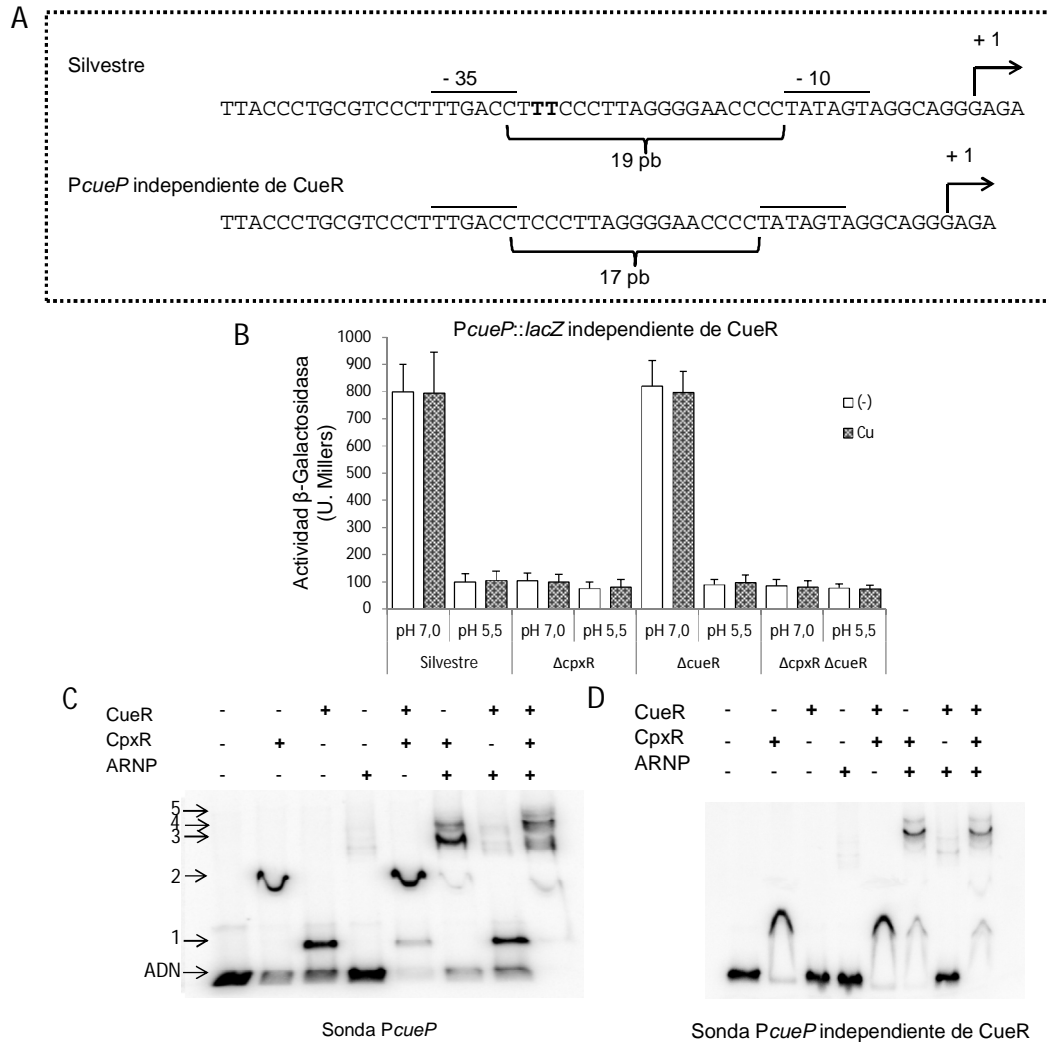 A
Silvestre
- 35
- 10
+ 1
TTACCCTGCGTCCCTTTGACCTTTCCCTTAGGGGAACCCCTATAGTAGGCAGGGAGA
19 pb
PcueP independiente de CueR
+ 1
TTACCCTGCGTCCCTTTGACCTCCCTTAGGGGAACCCCTATAGTAGGCAGGGAGA
17 pb
B
PcueP::lacZ independiente de CueR
Actividad β-Galactosidasa
(U. Millers)
1000
900
800
700
600
500
400
300
200
100
0
(-)
Cu
pH 7,0 pH 5,5 pH 7,0 pH 5,5 pH 7,0 pH 5,5 pH 7,0 pH 5,5
Silvestre ΔcpxR ΔcueR ΔcpxR ΔcueR
C
CueR - - + - + - + +
CpxR - + - - + + - +
ARNP - - - + - + + +
5
4
3
2
1
ADN
Sonda PcueP
D
CueR - - + - + - + +
CpxR - + - - + + - +
ARNP - - - + - + + +
Sonda PcueP independiente de CueR